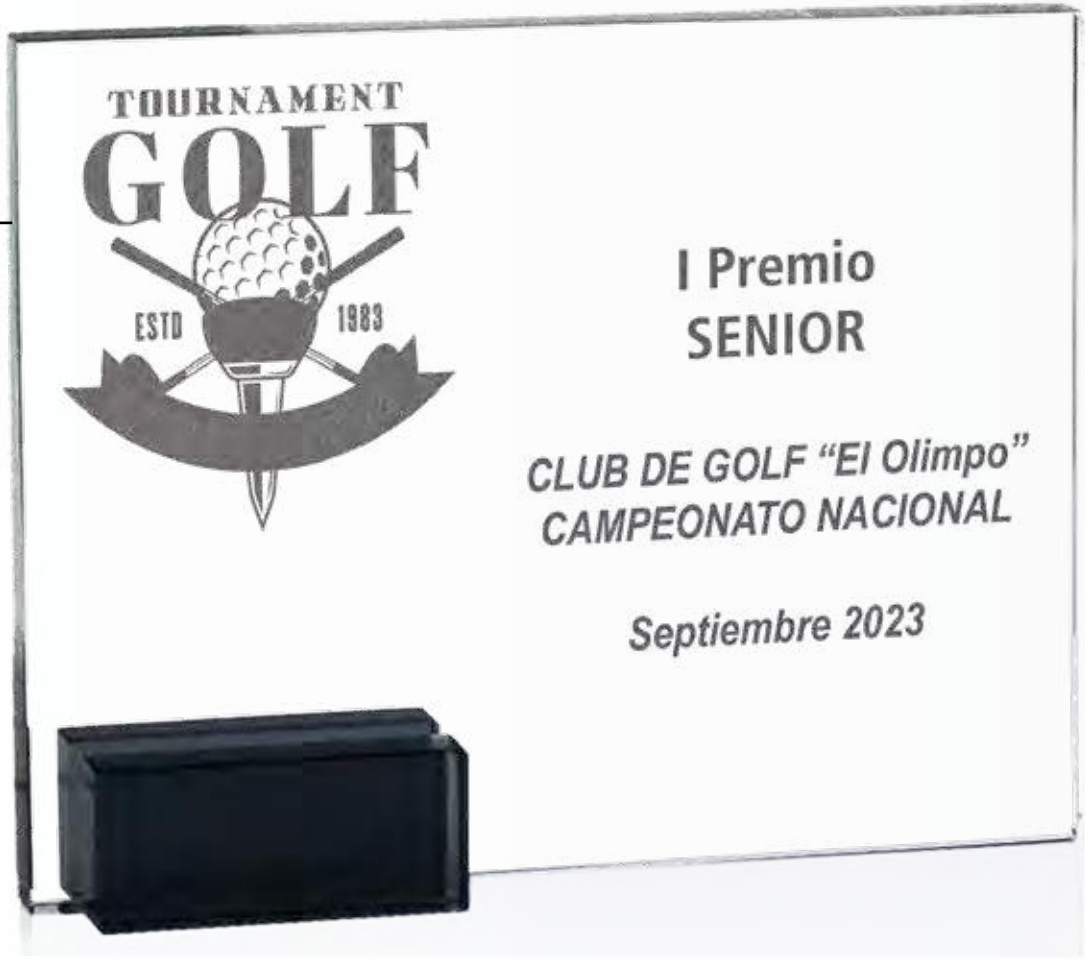 TOURNAMENT
GOLF
ESTD 1983
I Premio
SENIOR
CLUB DE GOLF “El Olimpo”
CAMPEONATO NACIONAL
Septiembre 2023